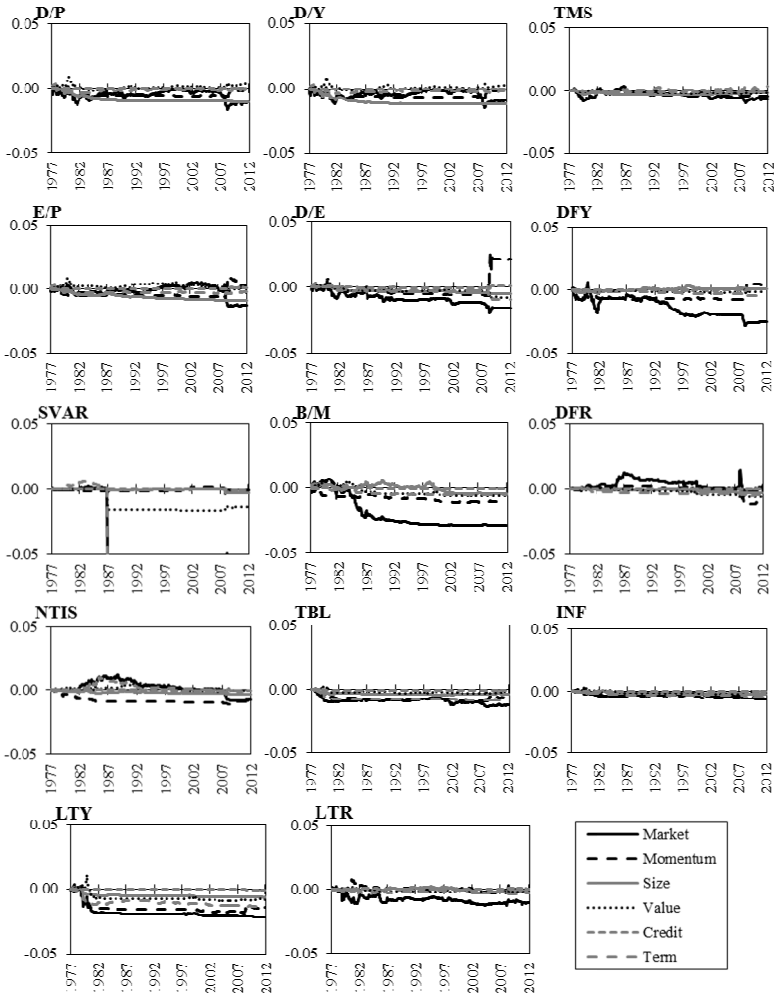 D/P D/Y TMS
0.05 0.05 0.05
0.00 0.00 0.00
-0.05 -0.05 -0.05
1977 1982 1987 1992 1997 2002 2007 2012 1977 1982 1987 1992 1997 2002 2007 2012 1977 1982 1987 1992 1997 2002 2007 2012
E/P D/E DFY
0.05 0.05 0.05
0.00 0.00 0.00
-0.05 -0.05 -0.05
1977 1982 1987 1992 1997 2002 2007 2012 1977 1982 1987 1992 1997 2002 2007 2012 1977 1982 1987 1992 1997 2002 2007 2012
SVAR B/M DFR
0.05 0.05 0.05
0.00 0.00 0.00
-0.05 -0.05 -0.05
1977 1982 1987 1992 1997 2002 2007 2012 1977 1982 1987 1992 1997 2002 2007 2012 1977 1982 1987 1992 1997 2002 2007 2012
NTIS TBL INF
0.05 0.05 0.05
0.00 0.00 0.00
-0.05 -0.05 -0.05
1977 1982 1987 1992 1997 2002 2007 2012 1977 1982 1987 1992 1997 2002 2007 2012 1977 1982 1987 1992 1997 2002 2007 2012
LTY LTR
0.05 0.05
0.00 0.00
-0.05 -0.05
1977 1982 1987 1992 1997 2002 2007 2012 1977 1982 1987 1992 1997 2002 2007 2012
Market
Momentum
Size
Value
Credit
Term